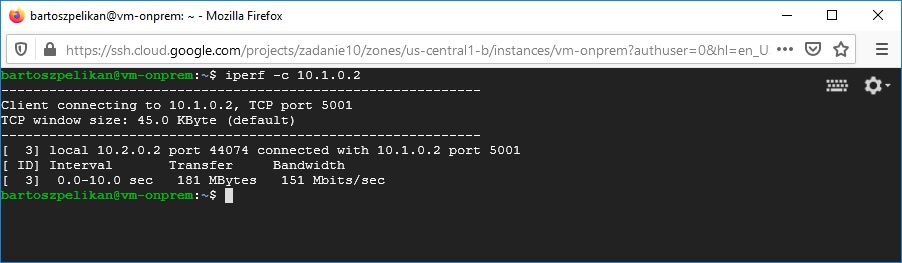 bartoszpelikan@vm-onprem: ~ - Mozilla Firefox
https://ssh.cloud.google.com/projects/zadanie10/zones/us-central1-b/instances/vm-onprem?authuser=0&hl=en_U
bartoszpelikan@vm-onprem:~$ iperf -c 10.1.0.2
------------------------------------------------------------
Client connecting to 10.1.0.2, TCP port 5001
TCP window size: 45.0 KByte (default)
------------------------------------------------------------
[  3] local 10.2.0.2 port 44074 connected with 10.1.0.2 port 5001
[ ID] Interval       Transfer     Bandwidth
[  3]  0.0-10.0 sec   181 MBytes   151 Mbits/sec
bartoszpelikan@vm-onprem:~$